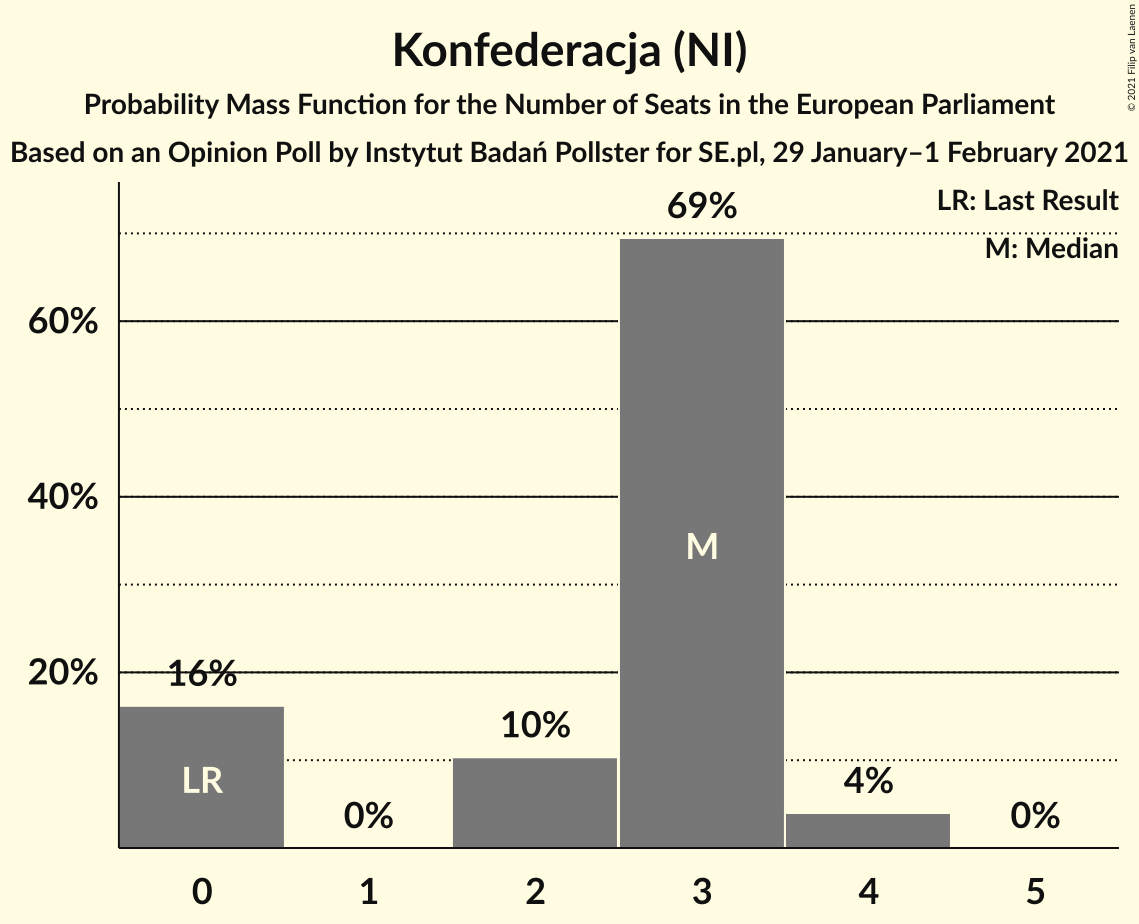 Konfederacja (NI)
Probability Mass Function for the Number of Seats in the European Parliament
Based on an Opinion Poll by Instytut Badań Pollster for SE.pl, 29 January–1 February 2021
© 2021 Filip van Laenen
LR: Last Result
M: Median
69%
60%
40%
20%
16%
10%
4%
0%
0%
M
LR
0 1 2 3 4 5